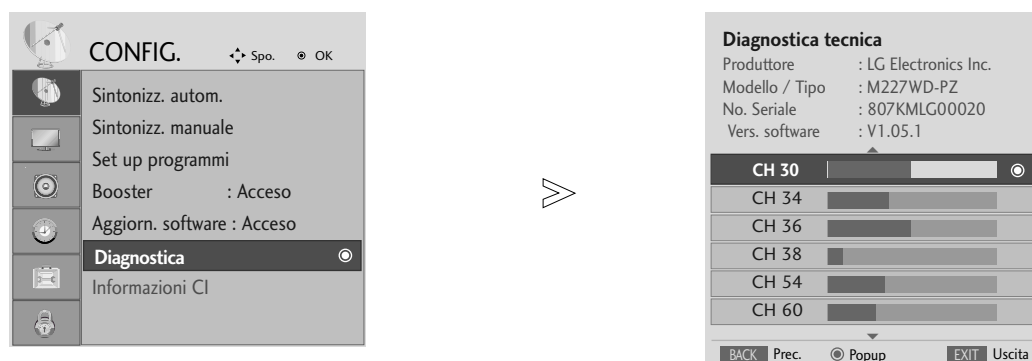 CONFIG. Spo. OK
Sintonizz. autom.
Sintonizz. manuale
Set up programmi
Booster : Acceso
Aggiorn. software : Acceso
Diagnostica
Informazioni CI
Diagnostica tecnica
Produttore : LG Electronics Inc.
Modello / Tipo : M227WD-PZ
No. Seriale : 807KMLG00020
Vers. software : V1.05.1
CH 30
CH 34
CH 36
CH 38
CH 54
CH 60
BACK Prec. Popup EXIT Uscita